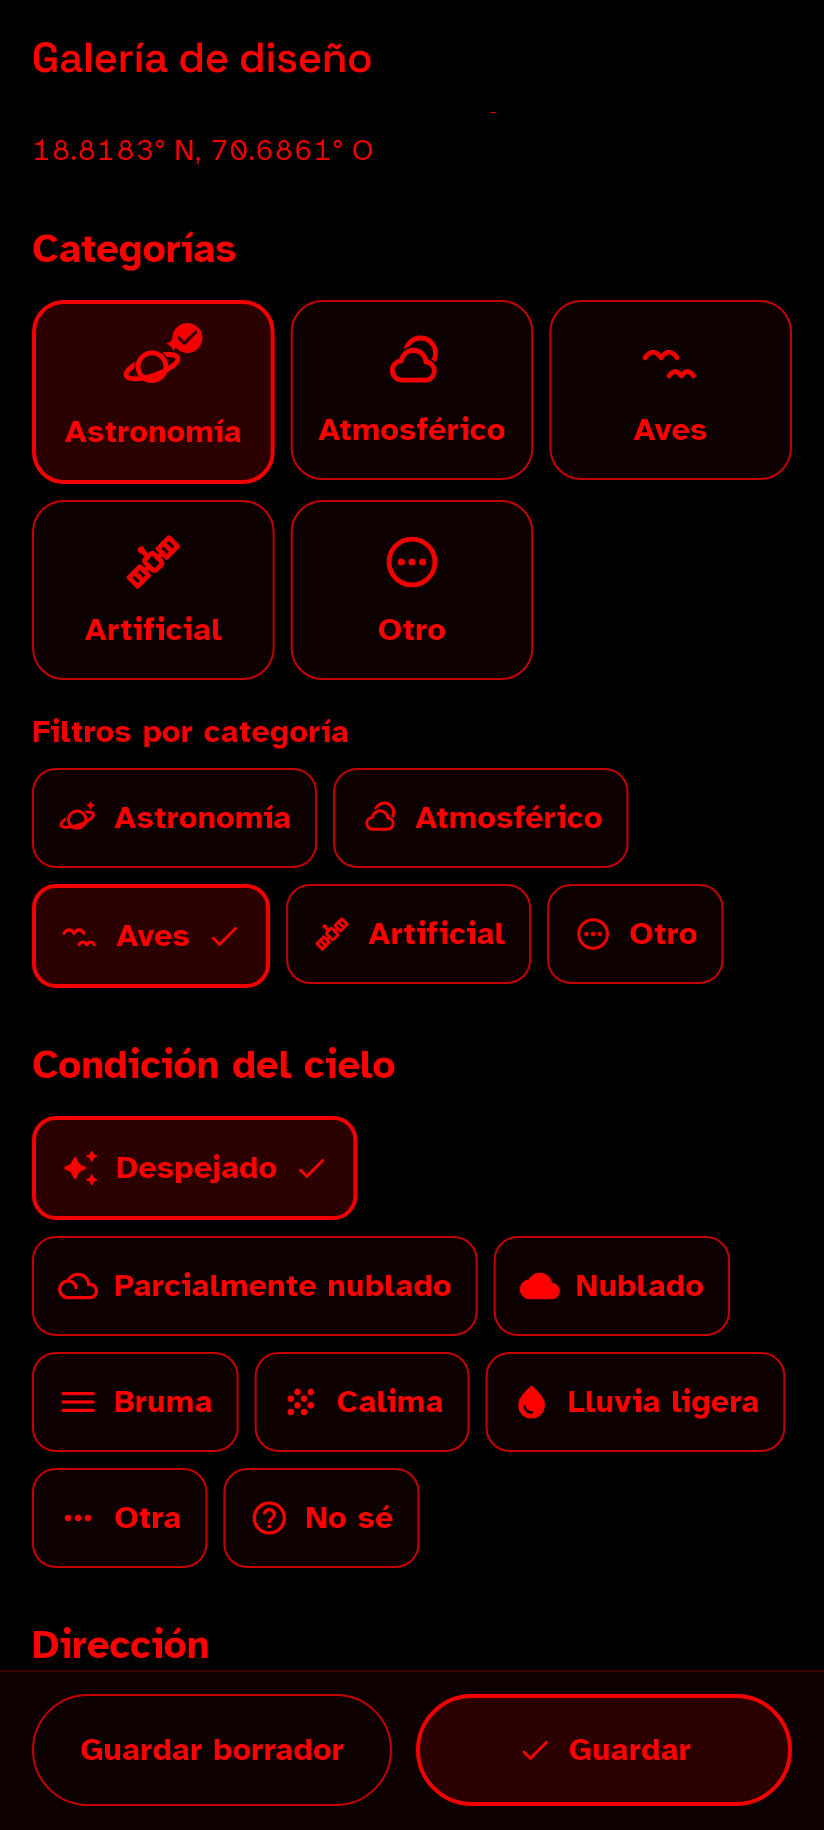 Galería de diseño
18.8183° N, 70.6861° O
Categorías
Astronomía
Atmosférico
Aves
Artificial
Otro
Filtros por categoría
Astronomía
Atmosférico
Aves
Artificial
Otro
Condición del cielo
Despejado
Parcialmente nublado
Nublado
Bruma
Calima
Lluvia ligera
Otra
No sé
Dirección
Guardar borrador
Guardar